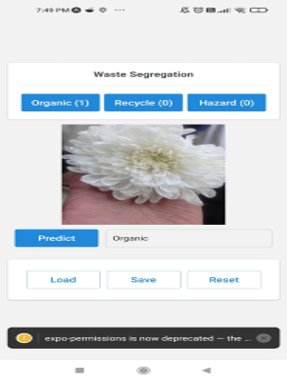 7:49 PM
Waste Segregation
Organic (1) Recycle (0) Hazard (0)
Predict Organic
Load Save Reset
expo-permissions is now deprecated — the ...